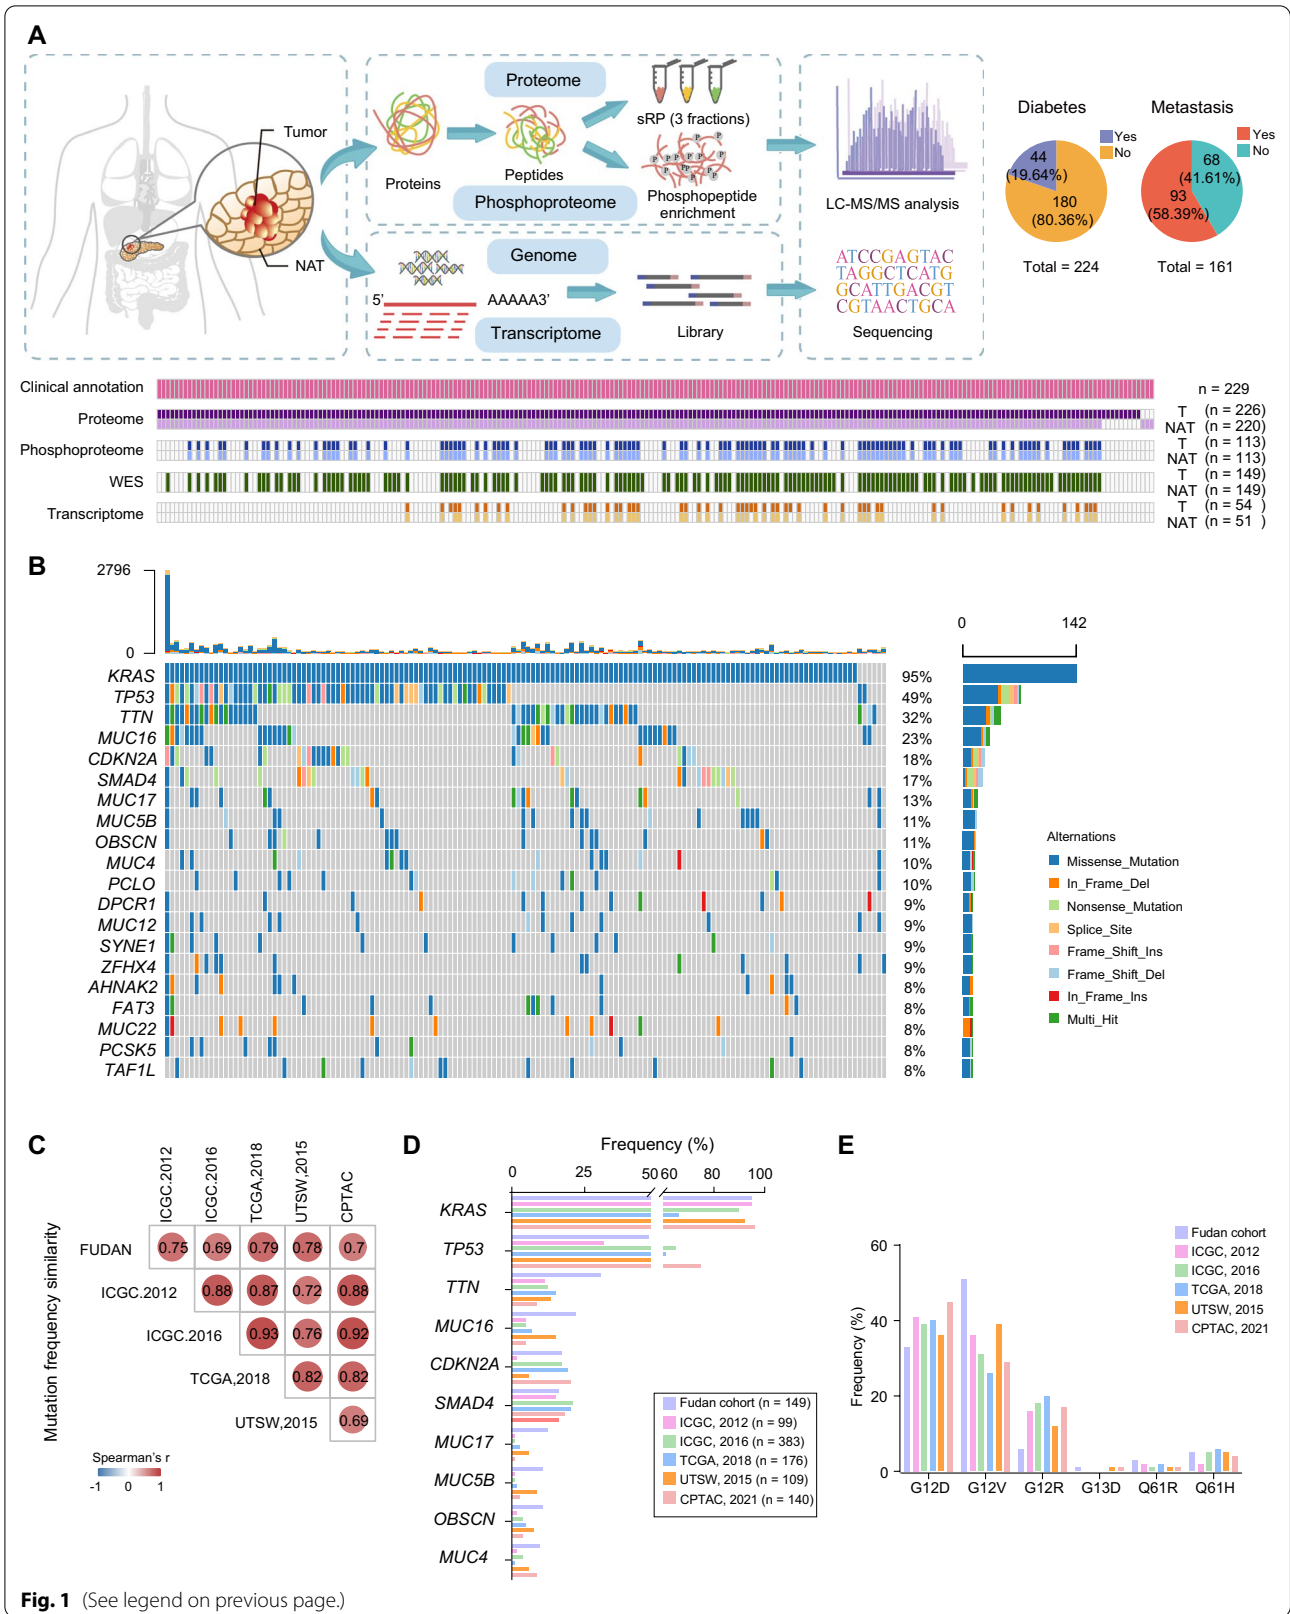 A
Tumor
NAT
Proteome
Proteins
Peptides
Phosphoproteome
sRP (3 fractions)
P P P P P P P P P P P
Phosphopeptide
enrichment
LC-MS/MS analysis
Genome
5' AAAAA3'
Transcriptome
Library
ATCCGAGTAC
TAGGCTCATG
GCATTGACGT
CGTAACTGCA
Sequencing
Diabetes
Yes
No
44
(19.64%)
180
(80.36%)
Total = 224
Metastasis
Yes
No
68
(41.61%)
93
(58.39%)
Total = 161
Clinical annotation n = 229
Proteome T (n = 226)
NAT (n = 220)
Phosphoproteome T (n = 113)
NAT (n = 113)
WES T (n = 149)
NAT (n = 149)
Transcriptome T (n = 54 )
NAT (n = 51 )
B
2796
0
0 142
KRAS 95%
TP53 49%
TTN 32%
MUC16 23%
CDKN2A 18%
SMAD4 17%
MUC17 13%
MUC5B 11%
OBSCN 11%
MUC4 10%
PCLO 10%
DPCR1 9%
MUC12 9%
SYNE1 9%
ZFHX4 9%
AHNAK2 8%
FAT3 8%
MUC22 8%
PCSK5 8%
TAF1L 8%
Alternations
Missense_Mutation
In_Frame_Del
Nonsense_Mutation
Splice_Site
Frame_Shift_Ins
Frame_Shift_Del
In_Frame_Ins
Multi_Hit
C
Mutation frequency similarity
ICGC.2012 ICGC.2016 TCGA,2018 UTSW,2015 CPTAC
FUDAN 0.75 0.69 0.79 0.78 0.7
ICGC.2012 0.88 0.87 0.72 0.88
ICGC.2016 0.93 0.76 0.92
TCGA,2018 0.82 0.82
UTSW,2015 0.69
Spearman's r
-1 0 1
D
Frequency (%)
0 25 50 60 80 100
KRAS
TP53
TTN
MUC16
CDKN2A
SMAD4
MUC17
MUC5B
OBSCN
MUC4
Fudan cohort (n = 149)
ICGC, 2012 (n = 99)
ICGC, 2016 (n = 383)
TCGA, 2018 (n = 176)
UTSW, 2015 (n = 109)
CPTAC, 2021 (n = 140)
E
Fudan cohort
ICGC, 2012
ICGC, 2016
TCGA, 2018
UTSW, 2015
CPTAC, 2021
Frequency (%)
60
40
20
0
G12D G12V G12R G13D Q61R Q61H
Fig. 1 (See legend on previous page.)